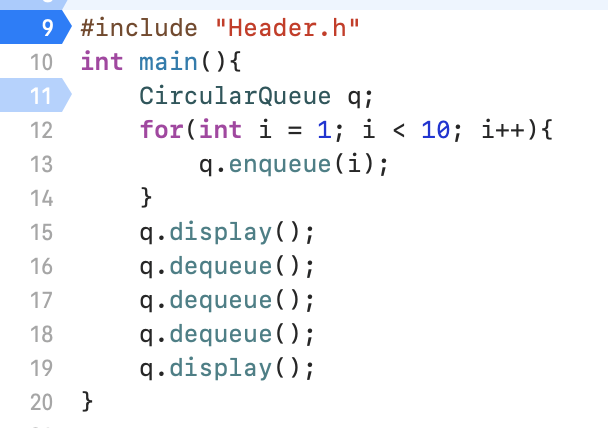 9 #include "Header.h"
10 int main(){
11     CircularQueue q;
12     for(int i = 1; i < 10; i++){
13         q.enqueue(i);
14     }
15     q.display();
16     q.dequeue();
17     q.dequeue();
18     q.dequeue();
19     q.display();
20 }